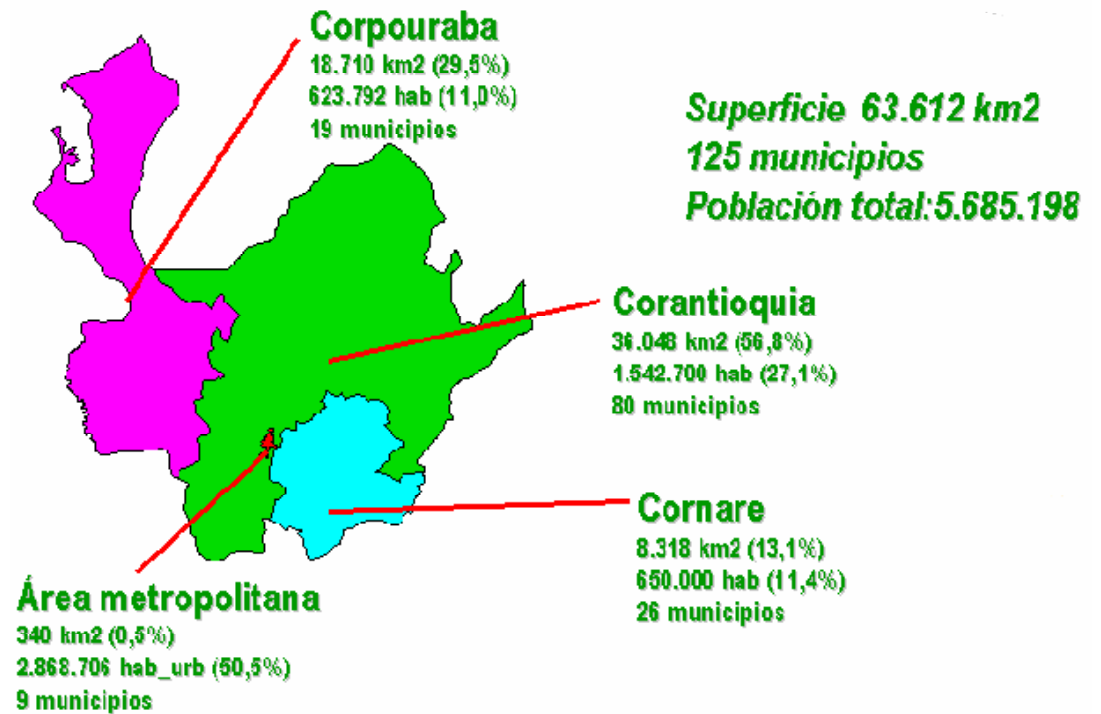 Corpouraba
18.710 km2 (29,5%)
623.792 hab (11,0%)
19 municipios
Superficie 63.612 km2
125 municipios
Población total:5.685.198
Corantioquia
36.048 km2 (56,8%)
1.542.700 hab (27,1%)
80 municipios
Cornare
8.318 km2 (13,1%)
650.000 hab (11,4%)
26 municipios
Área metropolitana
340 km2 (0,5%)
2.868.706 hab_urb (50,5%)
9 municipios